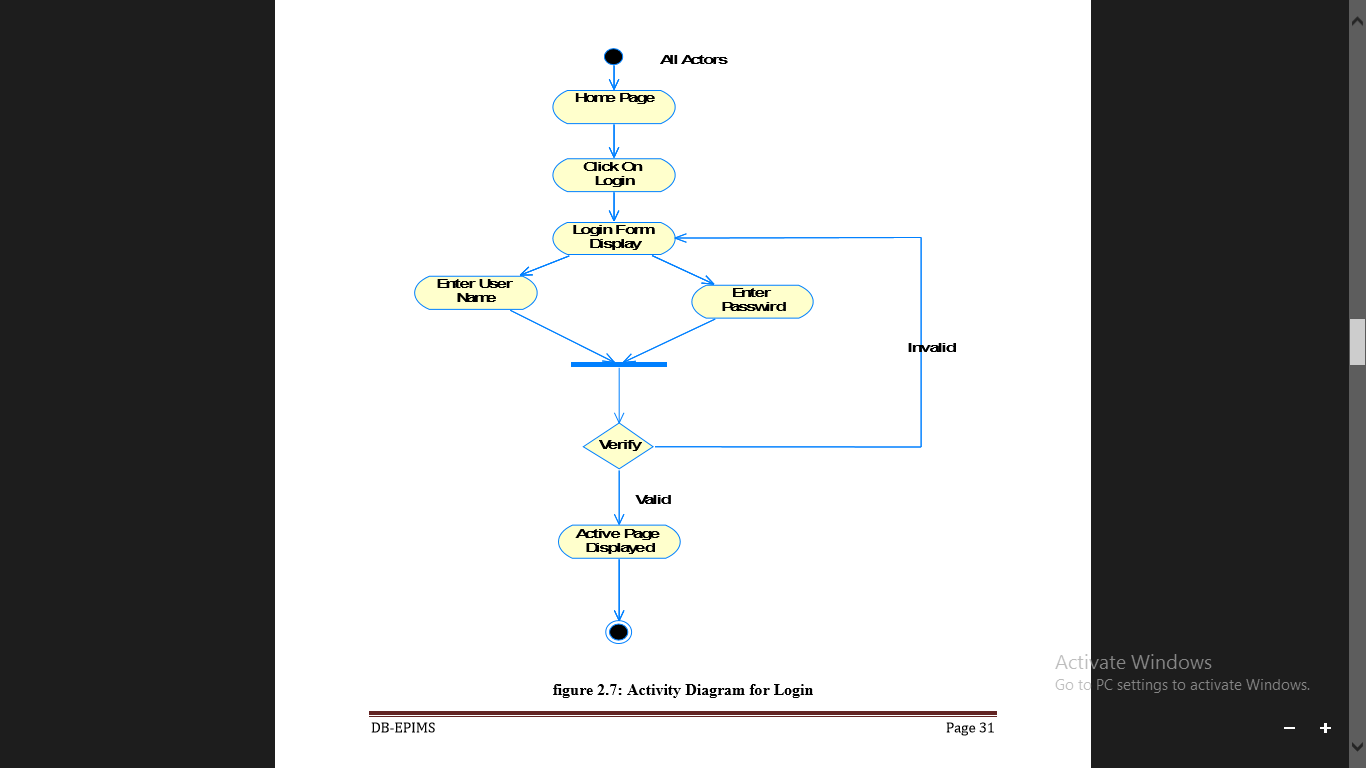 All Actors
Home Page
Click On
Login
Login Form
Display
Enter User
Name
Enter
Passwird
Invalid
Verify
Valid
Active Page
Displayed
figure 2.7: Activity Diagram for Login
DB-EPIMS
Page 31
Activate Windows
Go to PC settings to activate Windows.